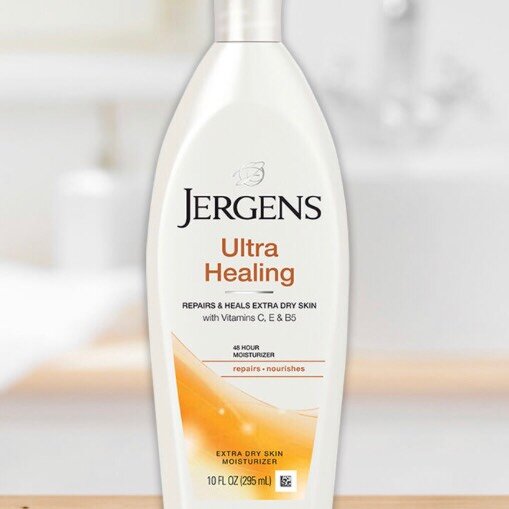 JERGENS
Ultra
Healing
REPAIRS & HEALS EXTRA DRY SKIN
with Vitamins C, E & B5
48 HOUR
MOISTURIZER
repairs • nourishes
EXTRA DRY SKIN
MOISTURIZER
10 FL OZ (295 mL)